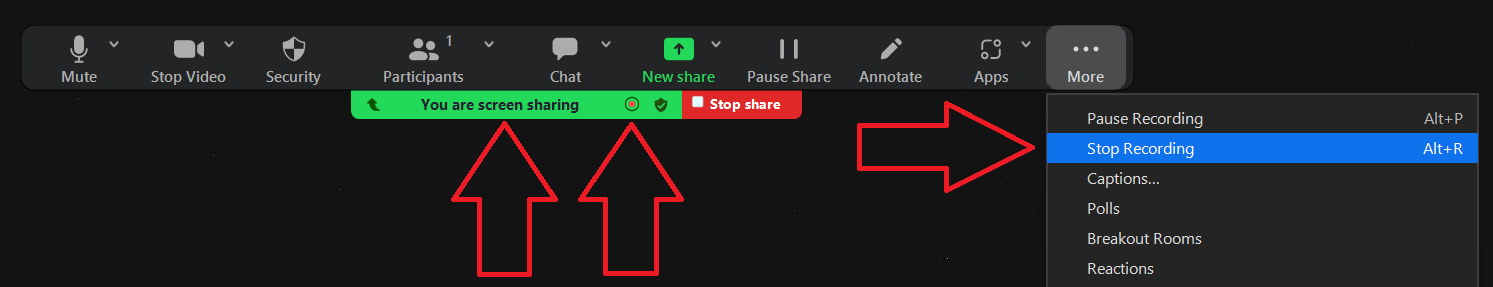 1
Mute Stop Video Security Participants Chat New share Pause Share Annotate Apps More
You are screen sharing Stop share
Pause Recording Alt+P
Stop Recording Alt+R
Captions...
Polls
Breakout Rooms
Reactions